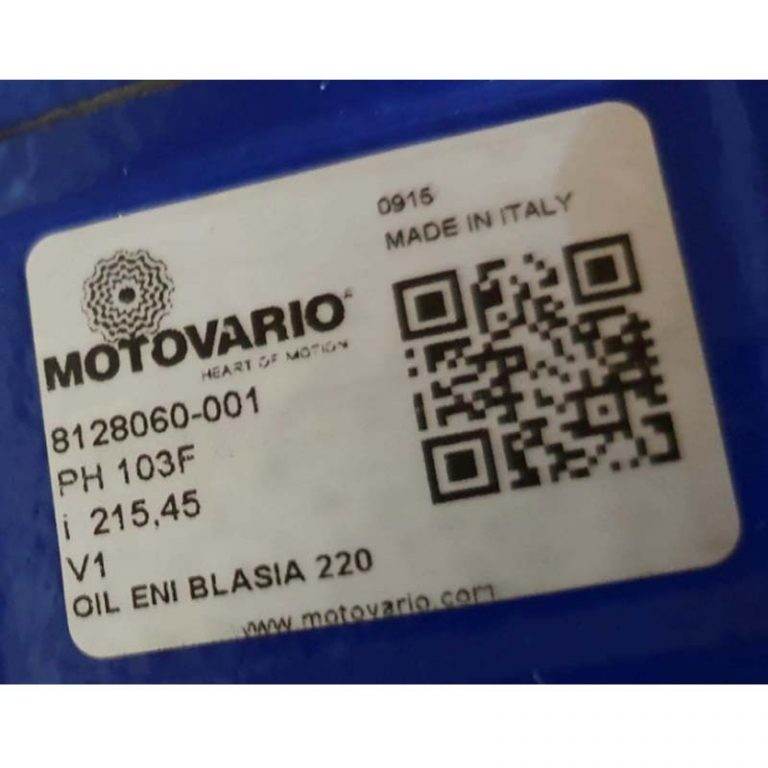 0915
MADE IN ITALY
MOTOVARIO
HEART OF MOTION
8128060-001
PH 103F
i 215,45
V1
OIL ENI BLASIA 220
www.motovario.com